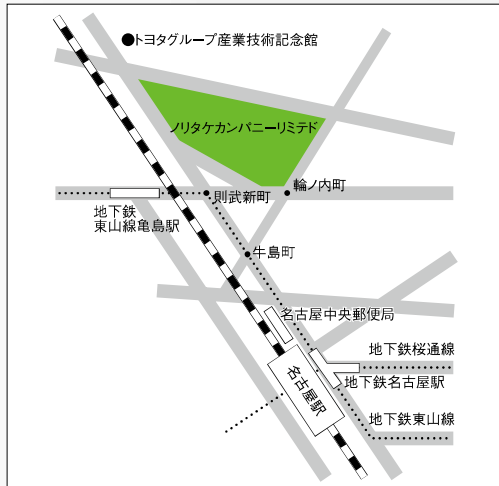 ●トヨタグループ産業技術記念館
ノリタケカンパニーリミテド
輪ノ内町
則武新町
地下鉄
東山線亀島駅
牛島町
名古屋中央郵便局
地下鉄桜通線
地下鉄名古屋駅
名古屋駅
地下鉄東山線